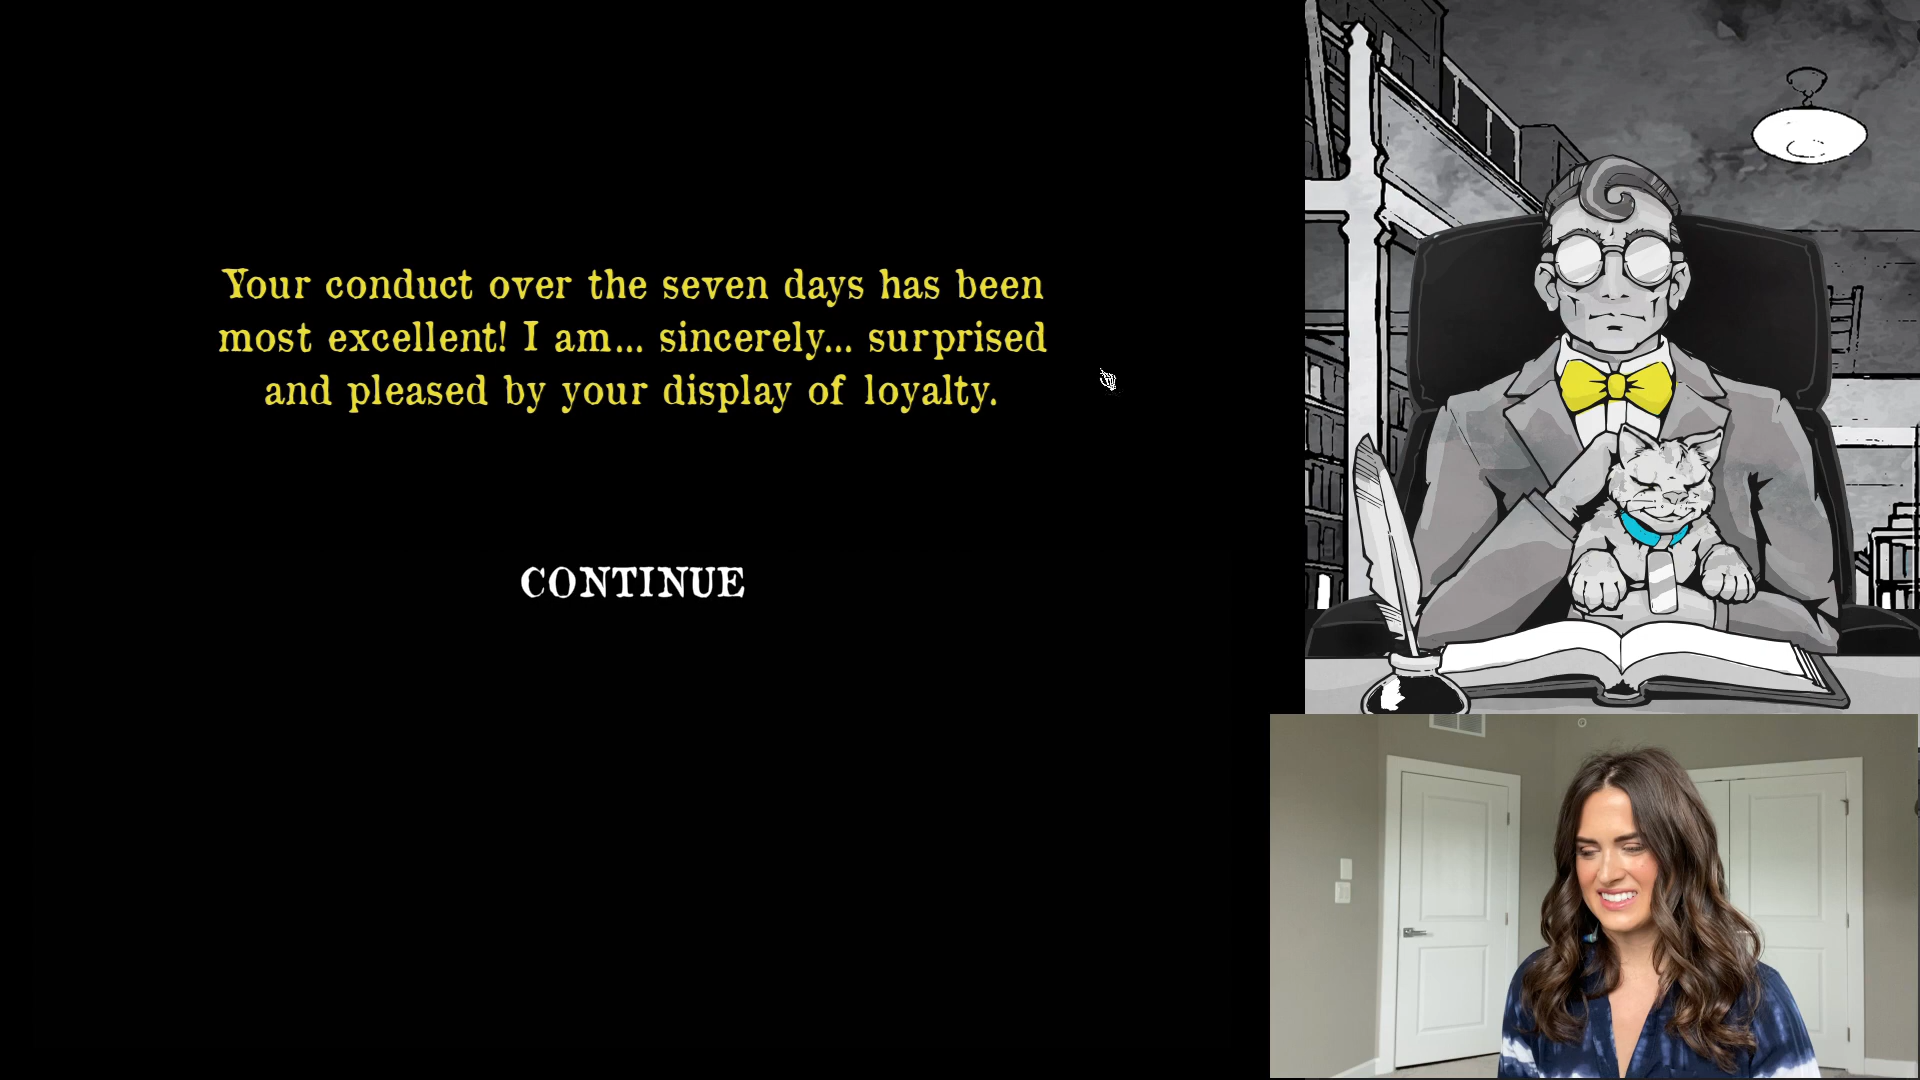 Your conduct over the seven days has been
most excellent! I am... sincerely... surprised
and pleased by your display of loyalty.
CONTINUE